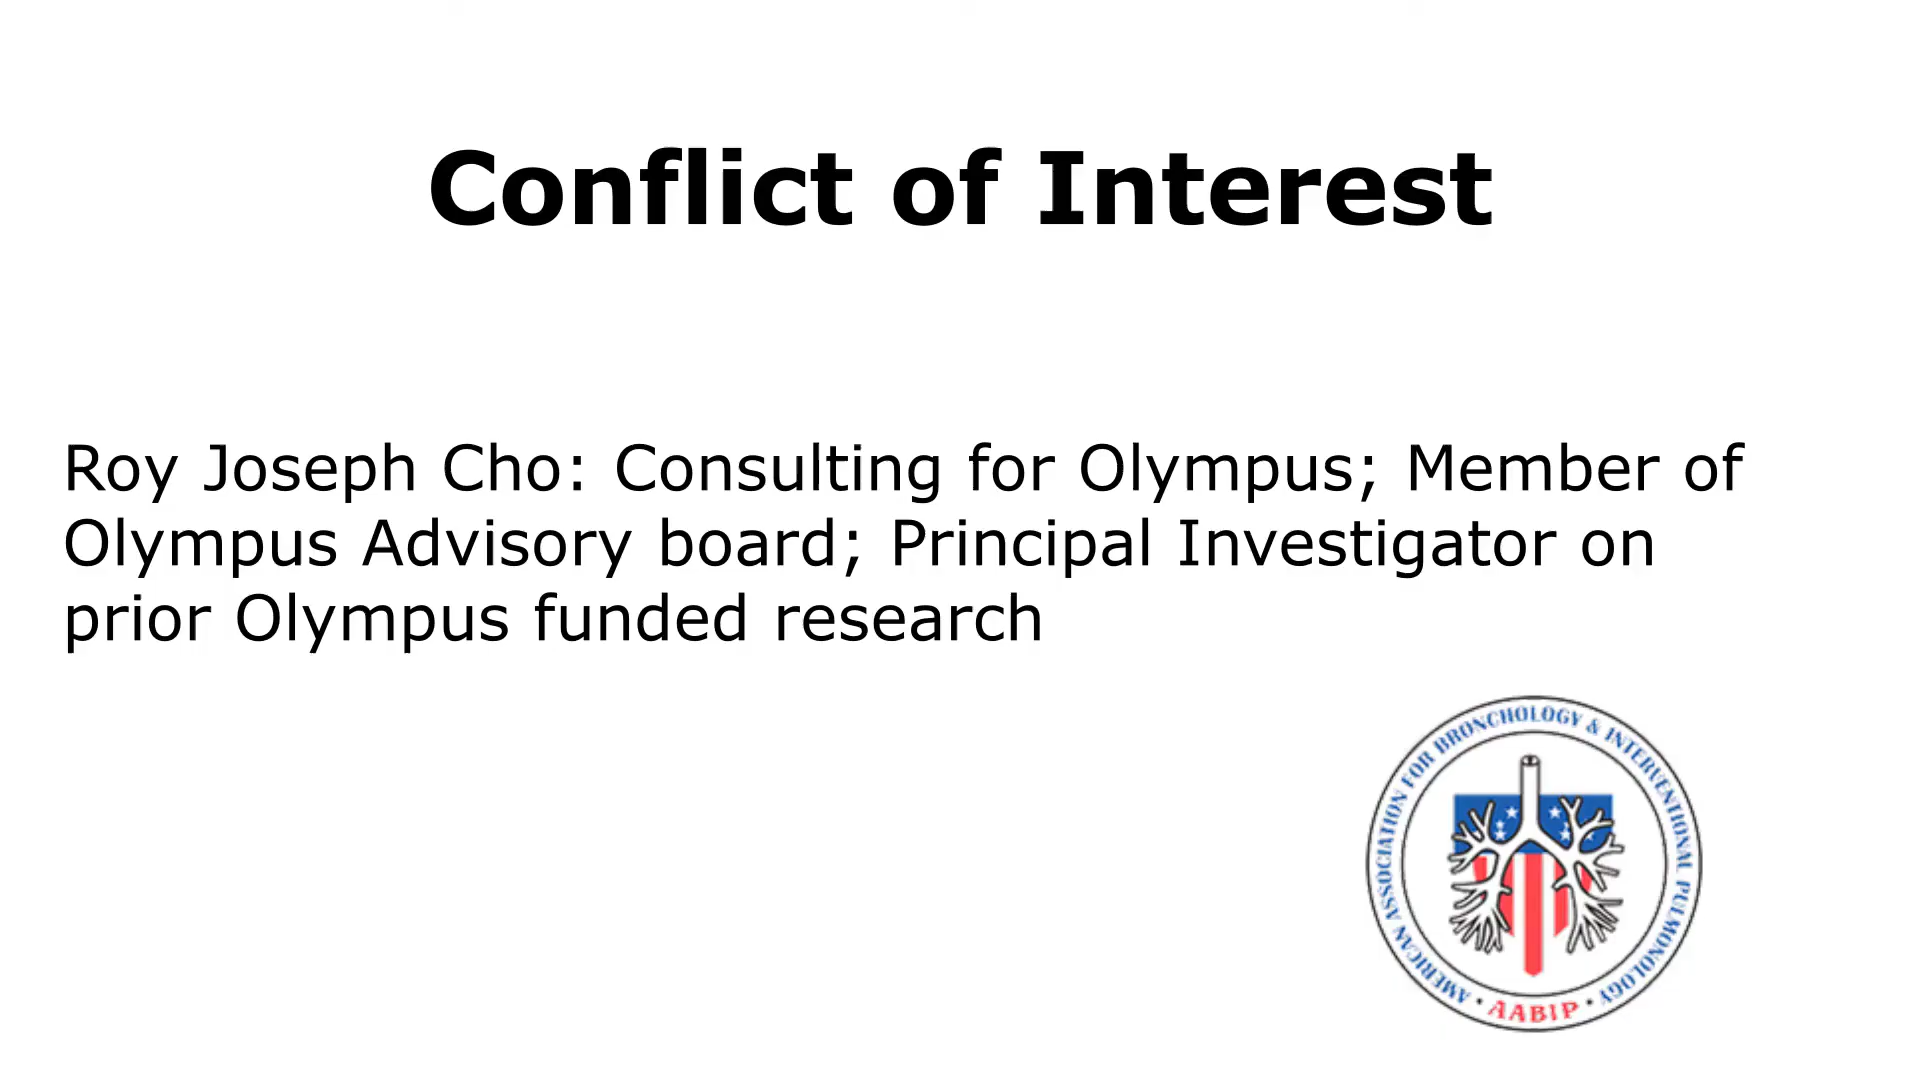 Conflict of Interest
Roy Joseph Cho: Consulting for Olympus; Member of
Olympus Advisory board; Principal Investigator on
prior Olympus funded research
AMERICAN ASSOCIATION FOR BRONCHOLOGY & INTERVENTIONAL PULMONOLOGY
• AABIP •